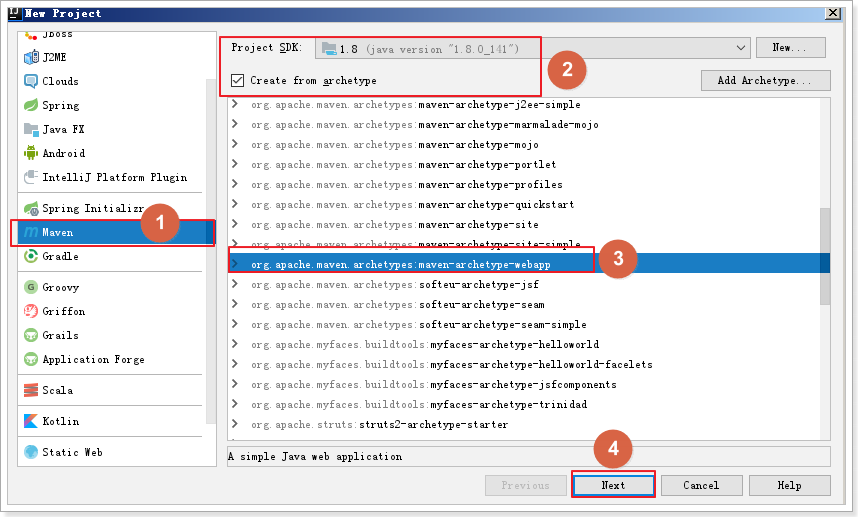 New Project
Jboss
J2ME
Clouds
Spring
Java FX
Android
IntelliJ Platform Plugin
Spring Initializr
1
Maven
Gradle
Groovy
Griffon
Grails
Application Forge
Scala
Kotlin
Static Web
Project SDK: 1.8 (java version "1.8.0_141") New...
2
Create from archetype Add Archetype...
org.apache.maven.archetypes:maven-archetype-j2ee-simple
org.apache.maven.archetypes:maven-archetype-marmalade-mojo
org.apache.maven.archetypes:maven-archetype-mojo
org.apache.maven.archetypes:maven-archetype-portlet
org.apache.maven.archetypes:maven-archetype-profiles
org.apache.maven.archetypes:maven-archetype-quickstart
org.apache.maven.archetypes:maven-archetype-site
org.apache.maven.archetypes:maven-archetype-site-simple
org.apache.maven.archetypes:maven-archetype-webapp
3
org.apache.maven.archetypes:softeu-archetype-jsf
org.apache.maven.archetypes:softeu-archetype-seam
org.apache.maven.archetypes:softeu-archetype-seam-simple
org.apache.myfaces.buildtools:myfaces-archetype-helloworld
org.apache.myfaces.buildtools:myfaces-archetype-helloworld-facelets
org.apache.myfaces.buildtools:myfaces-archetype-jsfcomponents
org.apache.myfaces.buildtools:myfaces-archetype-trinidad
org.apache.struts:struts2-archetype-starter
A simple Java web application
4
Previous Next Cancel Help